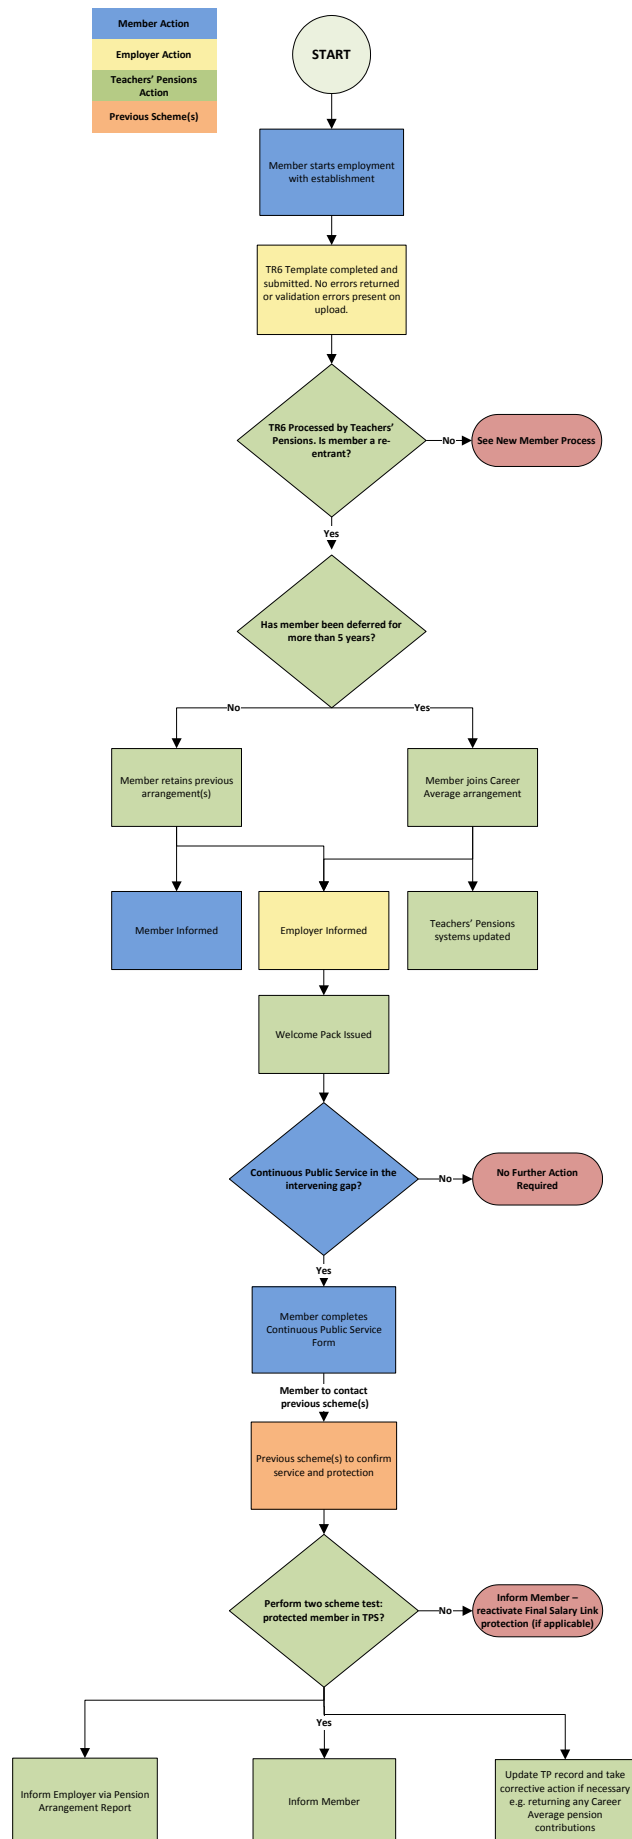 Member Action
Employer Action
Teachers' Pensions
Action
Previous Scheme(s)
START
Member starts employment
with establishment
TR6 Template completed and
submitted. No errors returned
or validation errors present on
upload.
TR6 Processed by Teachers'
Pensions. Is member a re-
entrant?
No
See New Member Process
Yes
Has member been deferred for
more than 5 years?
No
Yes
Member retains previous
arrangement(s)
Member joins Career
Average arrangement
Member Informed
Employer Informed
Teachers' Pensions
systems updated
Welcome Pack Issued
Continuous Public Service in the
intervening gap?
No
No Further Action
Required
Yes
Member completes
Continuous Public Service
Form
Member to contact
previous scheme(s)
Previous scheme(s) to confirm
service and protection
Perform two scheme test:
protected member in TPS?
No
Inform Member –
reactivate Final Salary Link
protection (if applicable)
Yes
Inform Employer via Pension
Arrangement Report
Inform Member
Update TP record and take
corrective action if necessary
e.g. returning any Career
Average pension
contributions